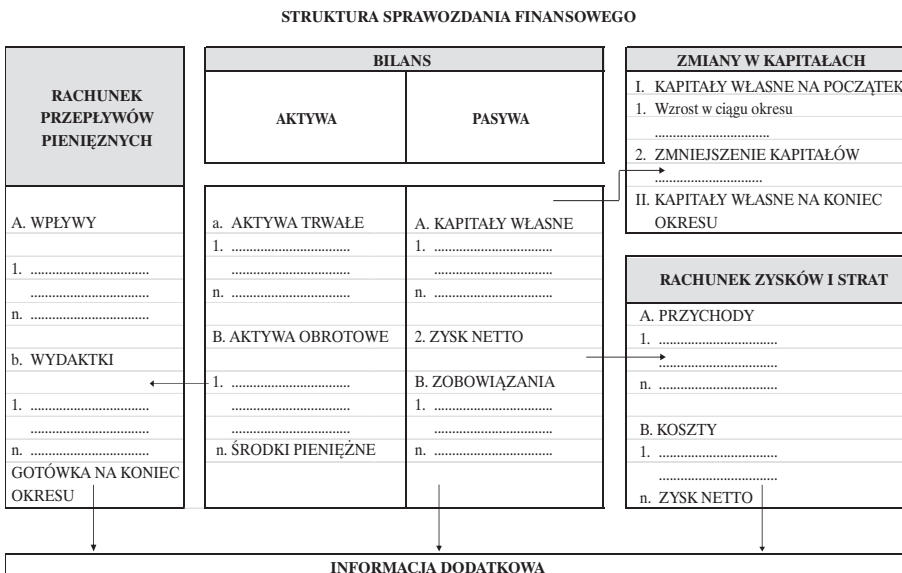 STRUKTURA SPRAWOZDANIA FINANSOWEGO
RACHUNEK
PRZEPŁYWÓW
PIENIĘZNYCH
A. WPŁYWY
1. ................................
................................
n. ................................
b. WYDAKTKI
1. ................................
................................
n. ................................
GOTÓWKA NA KONIEC
OKRESU
BILANS
AKTYWA
PASYWA
a. AKTYWA TRWAŁE
1. ................................
................................
n. ................................
B. AKTYWA OBROTOWE
1. ................................
................................
n. ŚRODKI PIENIĘŻNE
A. KAPITAŁY WŁASNE
1. ................................
................................
n. ................................
2. ZYSK NETTO
B. ZOBOWIĄZANIA
1. ................................
................................
n. ................................
ZMIANY W KAPITAŁACH
I. KAPITAŁY WŁASNE NA POCZĄTEK
1. Wzrost w ciągu okresu
...............................
2. ZMNIEJSZENIE KAPITAŁÓW
.............................
II. KAPITAŁY WŁASNE NA KONIEC
OKRESU
RACHUNEK ZYSKÓW I STRAT
A. PRZYCHODY
1. ................................
................................
n. ................................
B. KOSZTY
1. ................................
................................
n. ZYSK NETTO
INFORMACJA DODATKOWA